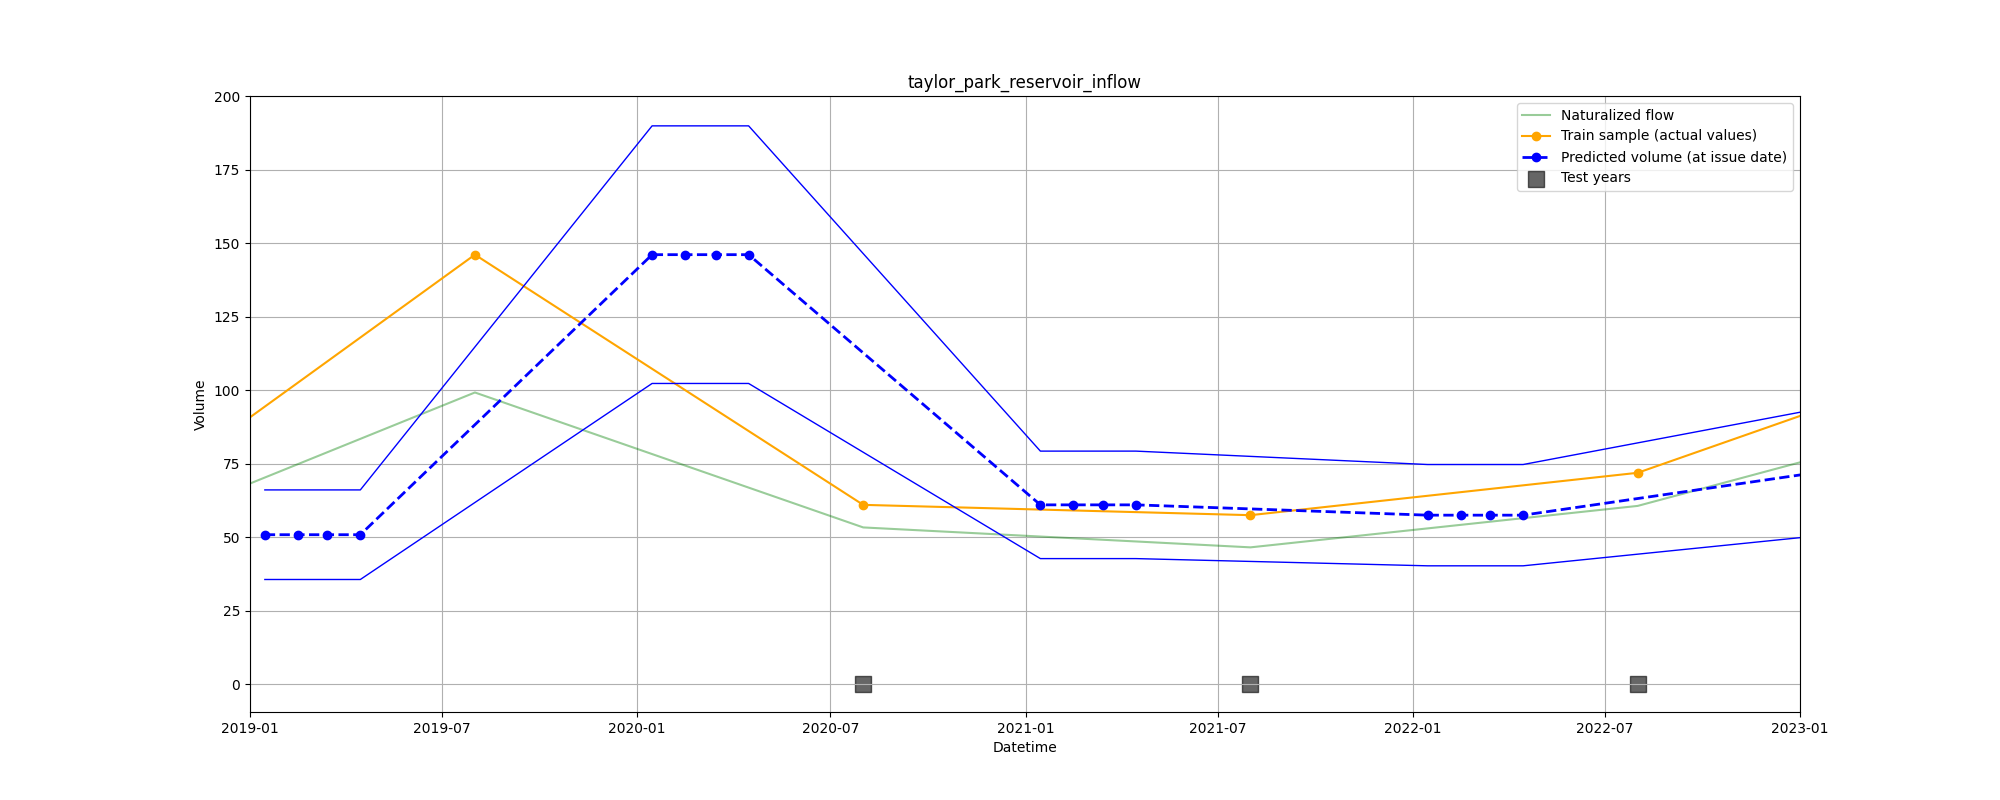 taylor_park_reservoir_inflow
200
175
150
125
100
75
50
25
0
Volume
Naturalized flow
Train sample (actual values)
Predicted volume (at issue date)
Test years
2019-01
2019-07
2020-01
2020-07
2021-01
2021-07
2022-01
2022-07
2023-01
Datetime